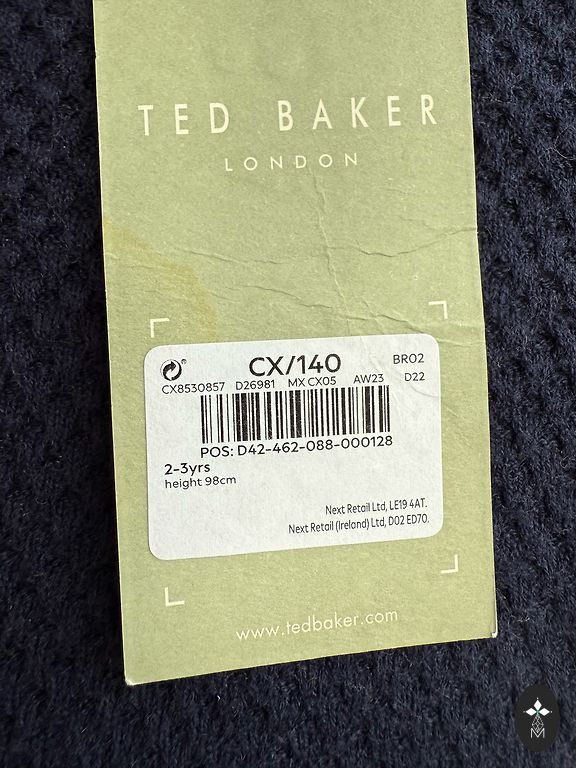 TED BAKER
LONDON
CX/140 BR02
CX8530857 D26981 MX CX05 AW23 D22
POS: D42-462-088-000128
2-3yrs
height 98cm
Next Retail Ltd, LE19 4AT.
Next Retail (Ireland) Ltd, D02 ED70.
www.tedbaker.com
M